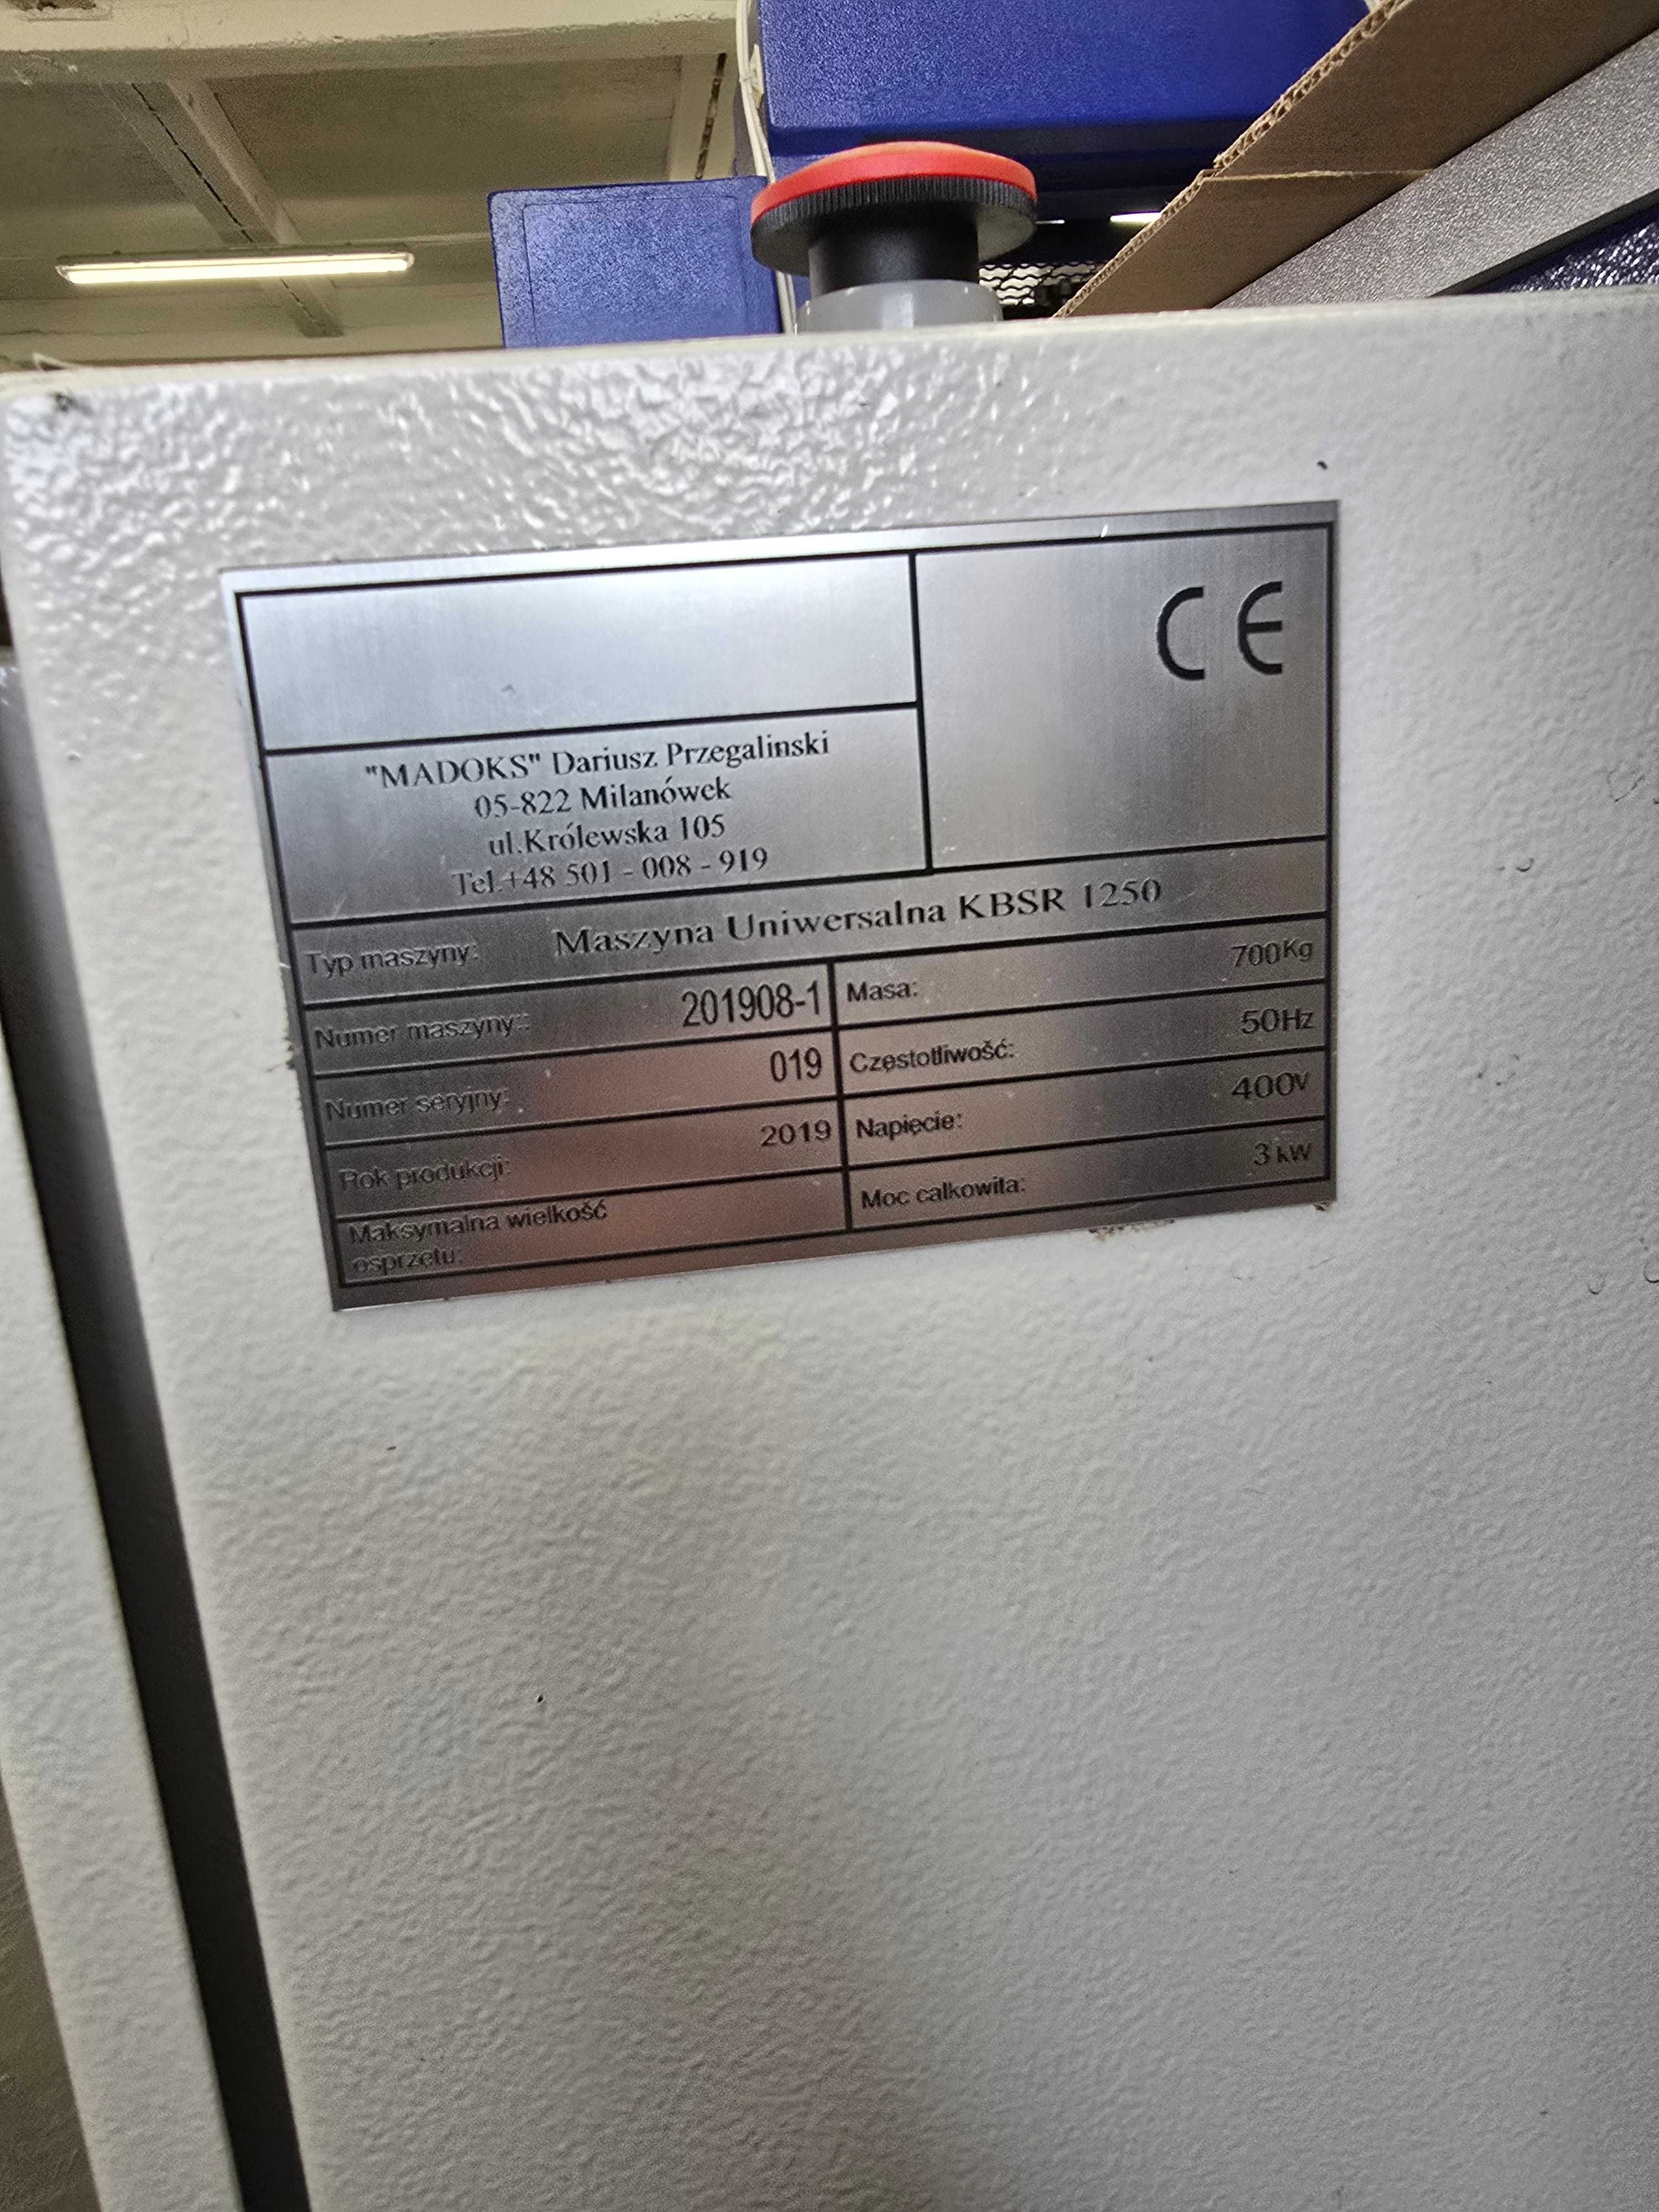 CE
"MADOKS" Dariusz Przegalinski
05-822 Milanówek
ul.Królewska 105
Tel.+48 501 - 008 - 919
Typ maszyny: Maszyna Uniwersalna KBSR 1250
Numer maszyny:: 201908-1
Masa: 700Kg
Numer seryjny: 019
Częstotliwość: 50Hz
Rok produkcji: 2019
Napięcie: 400V
Maksymalna wielkość
osprzętu:
Moc całkowita: 3 kW